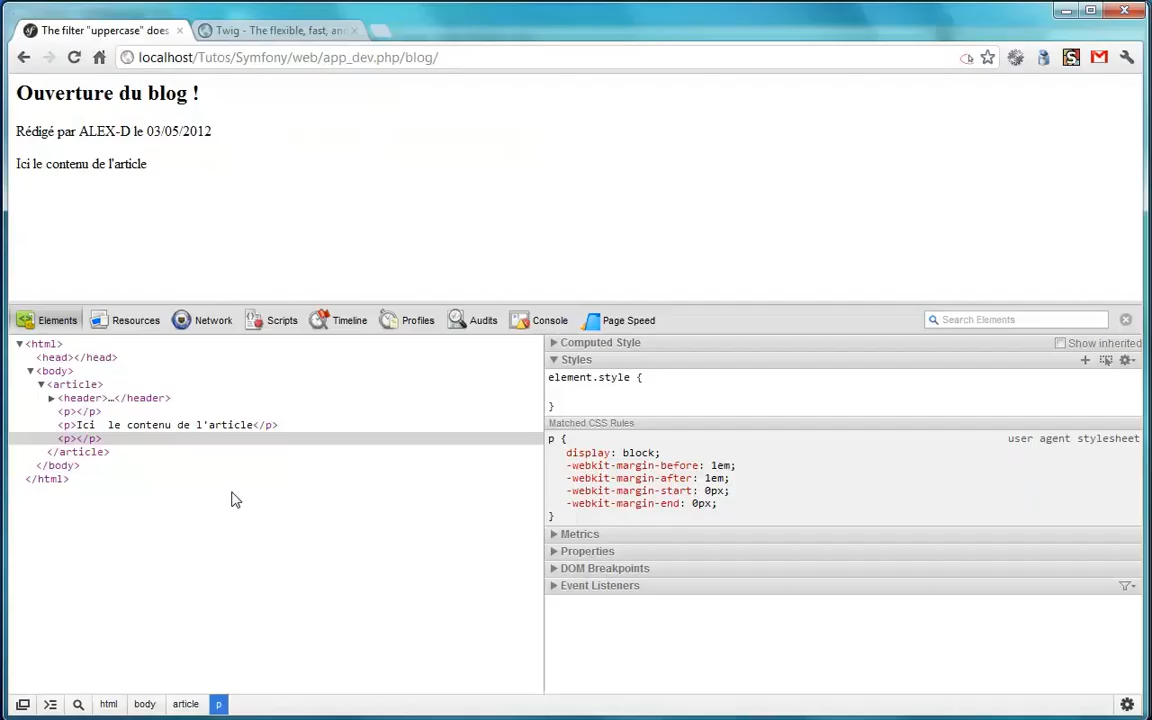 The filter "uppercase" does
Twig - The flexible, fast, an
localhost/Tutos/Symfony/web/app_dev.php/blog/
Ouverture du blog !
Rédigé par ALEX-D le 03/05/2012
Ici le contenu de l'article
Elements
Resources
Network
Scripts
Timeline
Profiles
Audits
Console
Page Speed
Search Elements
<html>
<head></head>
<body>
<article>
<header>…</header>
<p></p>
<p>Ici  le contenu de l'article</p>
<p></p>
</article>
</body>
</html>
Computed Style
Show inherited
Styles
element.style {
}
Matched CSS Rules
p {
user agent stylesheet
display: block;
-webkit-margin-before: 1em;
-webkit-margin-after: 1em;
-webkit-margin-start: 0px;
-webkit-margin-end: 0px;
}
Metrics
Properties
DOM Breakpoints
Event Listeners
html
body
article
p